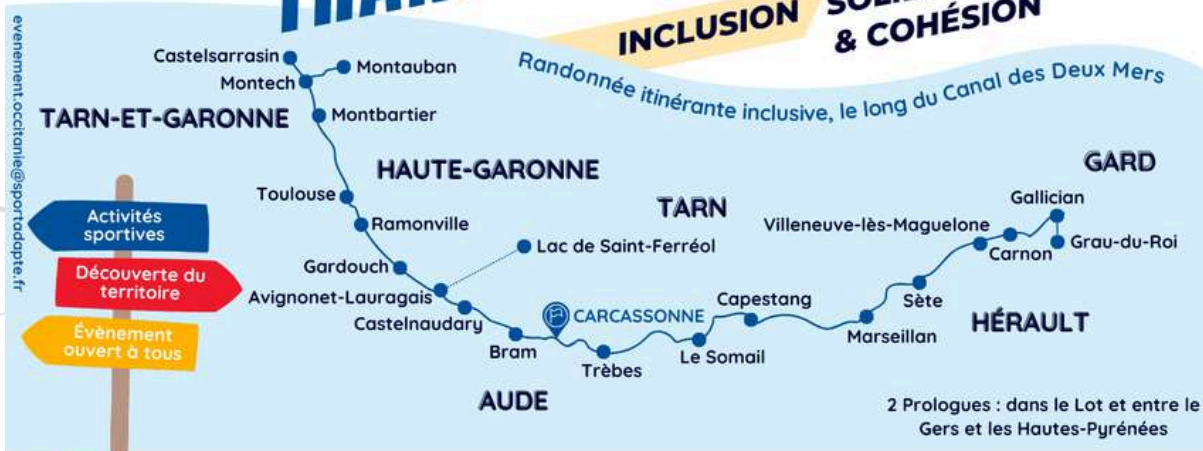 INCLUSION
& COHÉSION
Randonnée itinérante inclusive, le long du Canal des Deux Mers
evenement.occitanie@sportadapte.fr
Castelsarrasin
Montech
Montauban
TARN-ET-GARONNE
Montbartier
HAUTE-GARONNE
GARD
Toulouse
TARN
Gallician
Activités
sportives
Ramonville
Villeneuve-lès-Maguelone
Lac de Saint-Ferréol
Carnon
Grau-du-Roi
Découverte du
territoire
Gardouch
Avignonet-Lauragais
Capestang
Sète
Castelnaudary
CARCASSONNE
HÉRAULT
Évènement
ouvert à tous
Bram
Trèbes
Le Somail
Marseillan
AUDE
2 Prologues : dans le Lot et entre le
Gers et les Hautes-Pyrénées